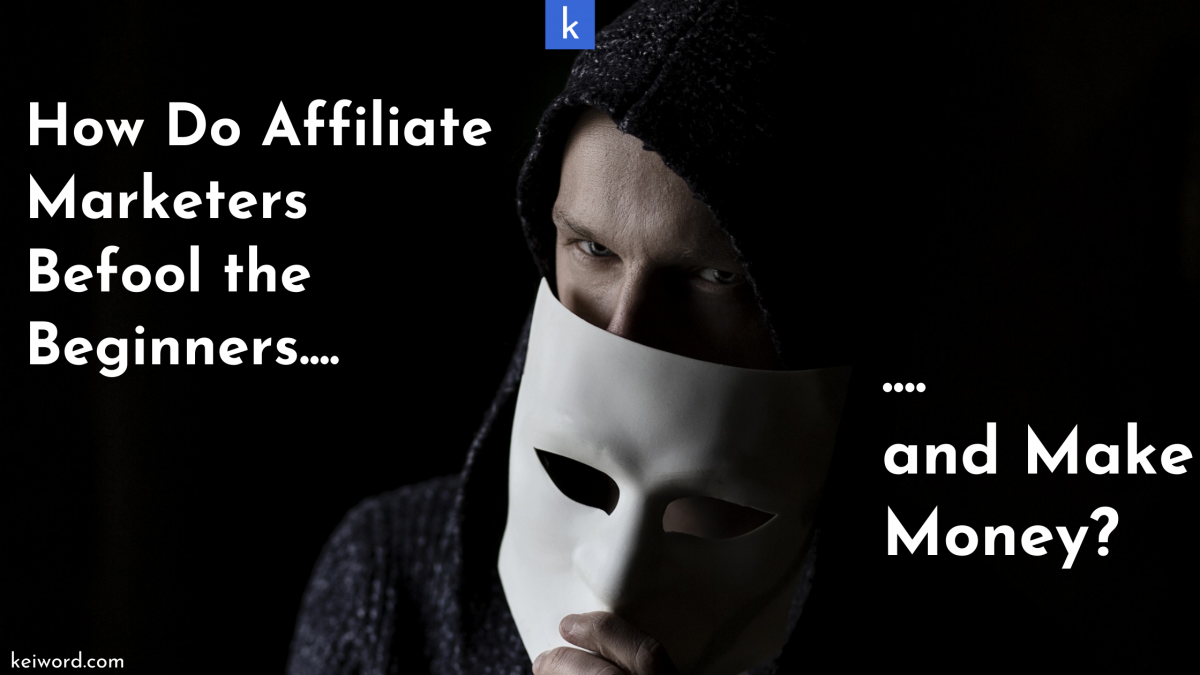 k
How Do Affiliate
Marketers
Befool the
Beginners....
....
and Make
Money?
keiword.com